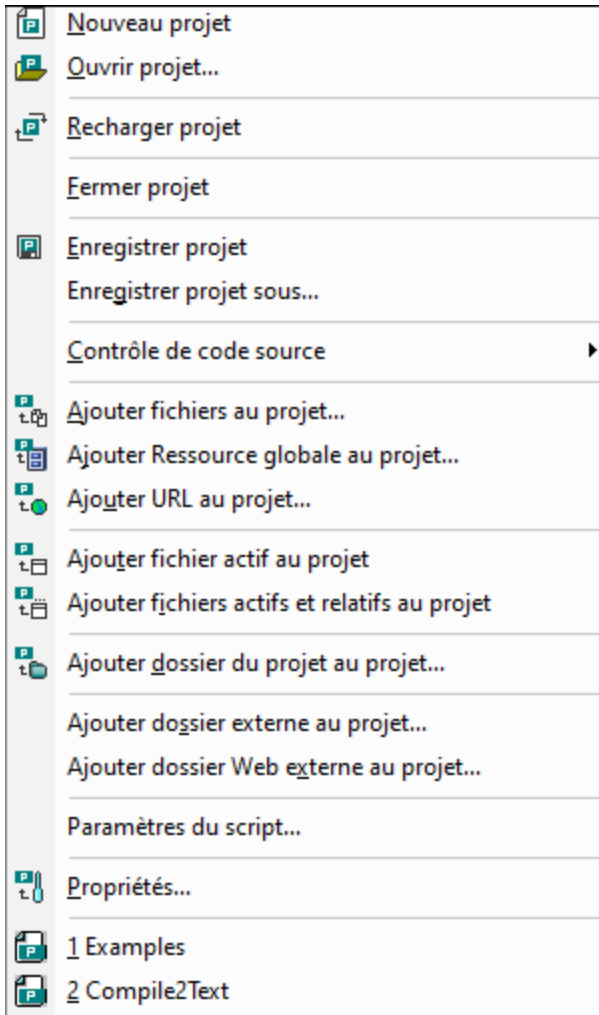 Nouveau projet
Ouvrir projet...
Recharger projet
Fermer projet
Enregistrer projet
Enregistrer projet sous...
Contrôle de code source
Ajouter fichiers au projet...
Ajouter Ressource globale au projet...
Ajouter URL au projet...
Ajouter fichier actif au projet
Ajouter fichiers actifs et relatifs au projet
Ajouter dossier du projet au projet...
Ajouter dossier externe au projet...
Ajouter dossier Web externe au projet...
Paramètres du script...
Propriétés...
1 Examples
2 Compile2Text